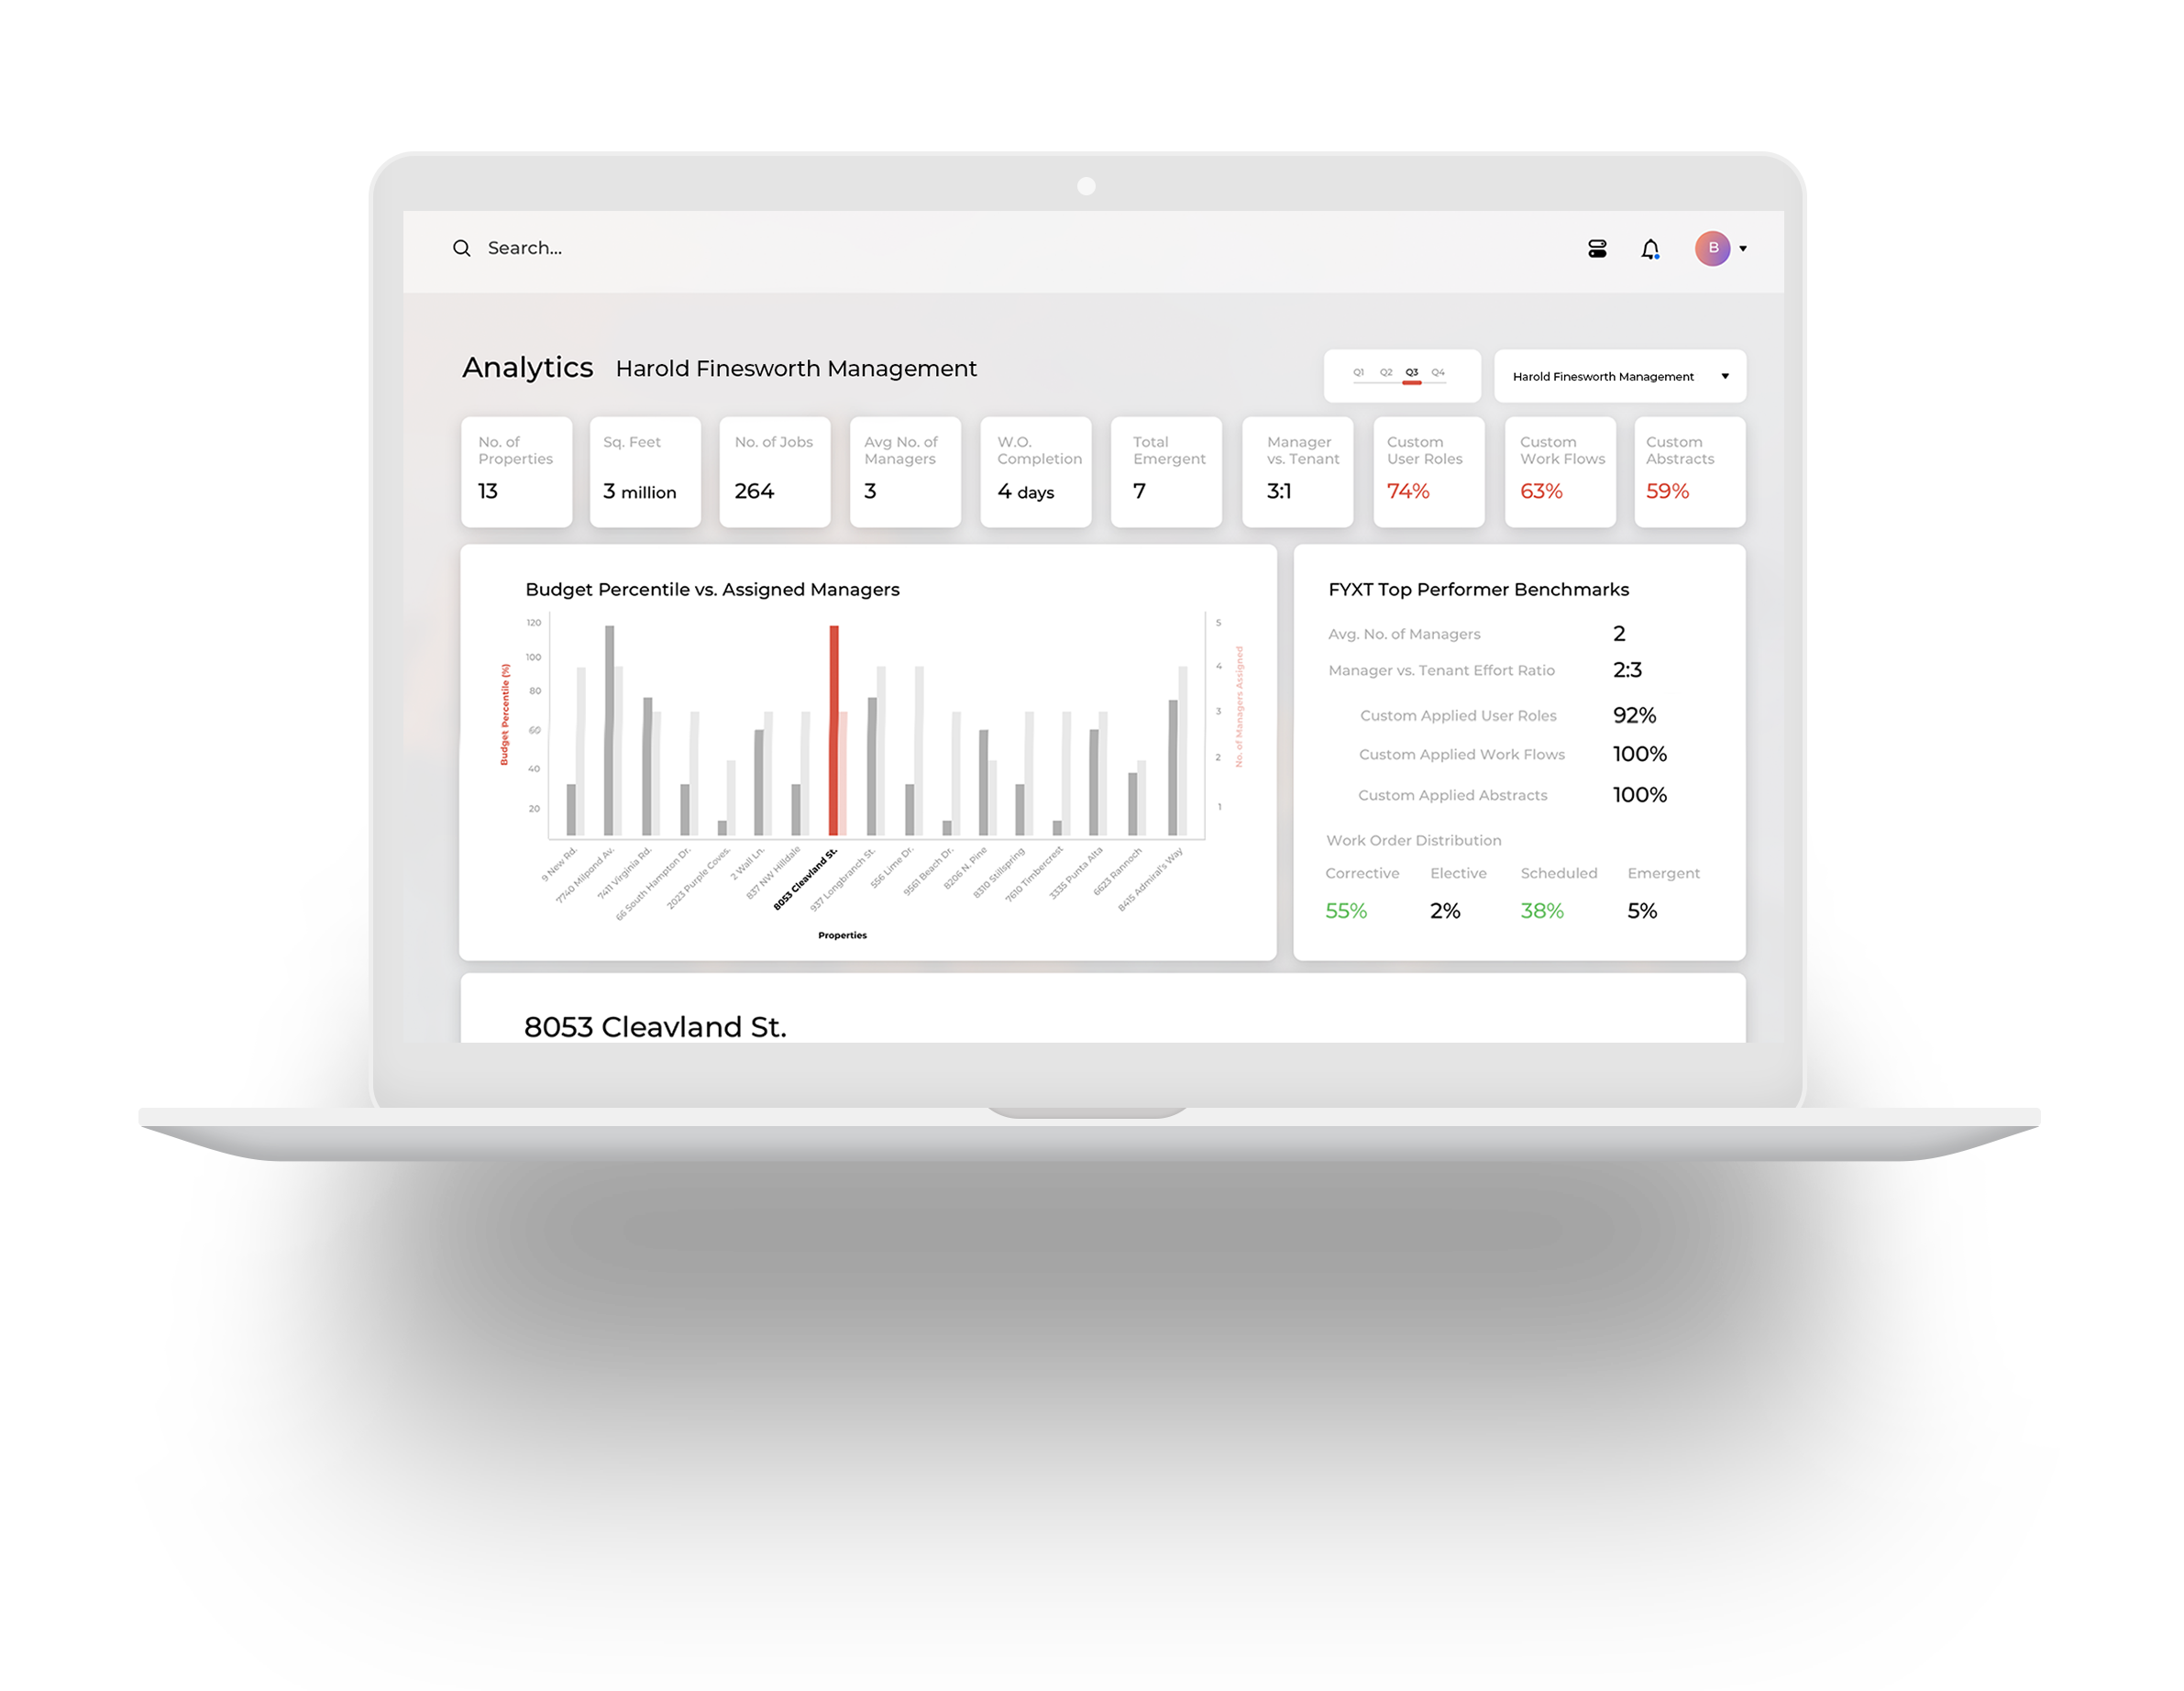 Search...
B
Analytics Harold Finesworth Management
Q1 Q2 Q3 Q4
Harold Finesworth Management
No. of
Properties
13
Sq. Feet
3 million
No. of Jobs
264
Avg No. of
Managers
3
W.O.
Completion
4 days
Total
Emergent
7
Manager
vs. Tenant
3:1
Custom
User Roles
74%
Custom
Work Flows
63%
Custom
Abstracts
59%
Budget Percentile vs. Assigned Managers
Budget Percentile (%)
120
100
80
60
40
20
5
4
3
2
1
No. of Managers Assigned
9 New Rd.
7740 Milpond Av.
7411 Virginia Rd.
66 South Hampton Dr.
2023 Purple Coves.
2 Wall Ln.
837 NW Hilldale
8053 Cleavland St.
937 Longbranch St.
556 Lime Dr.
9561 Beach Dr.
8206 N. Pine
8310 Stillspring
7610 Timbercrest
3335 Punta Alta
6623 Rannoch
8415 Admiral's Way
Properties
FYXT Top Performer Benchmarks
Avg. No. of Managers 2
Manager vs. Tenant Effort Ratio 2:3
Custom Applied User Roles 92%
Custom Applied Work Flows 100%
Custom Applied Abstracts 100%
Work Order Distribution
Corrective Elective Scheduled Emergent
55% 2% 38% 5%
8053 Cleavland St.